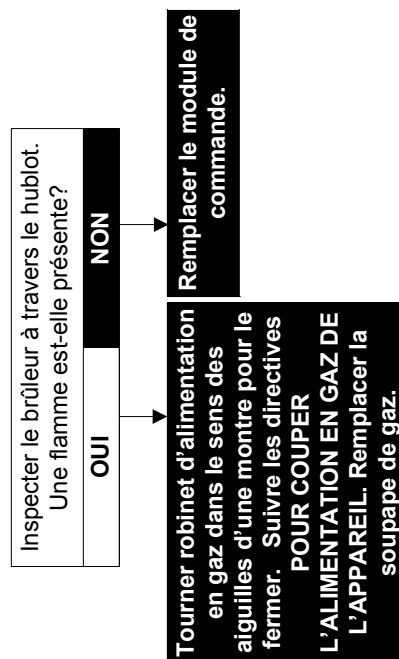 Inspecter le brûleur à travers le hublot.
Une flamme est-elle présente?
OUI
NON
Tourner robinet d'alimentation
en gaz dans le sens des
aiguilles d'une montre pour le
fermer. Suivre les directives
POUR COUPER
L'ALIMENTATION EN GAZ DE
L'APPAREIL. Remplacer la
soupape de gaz.
Remplacer le module de
commande.